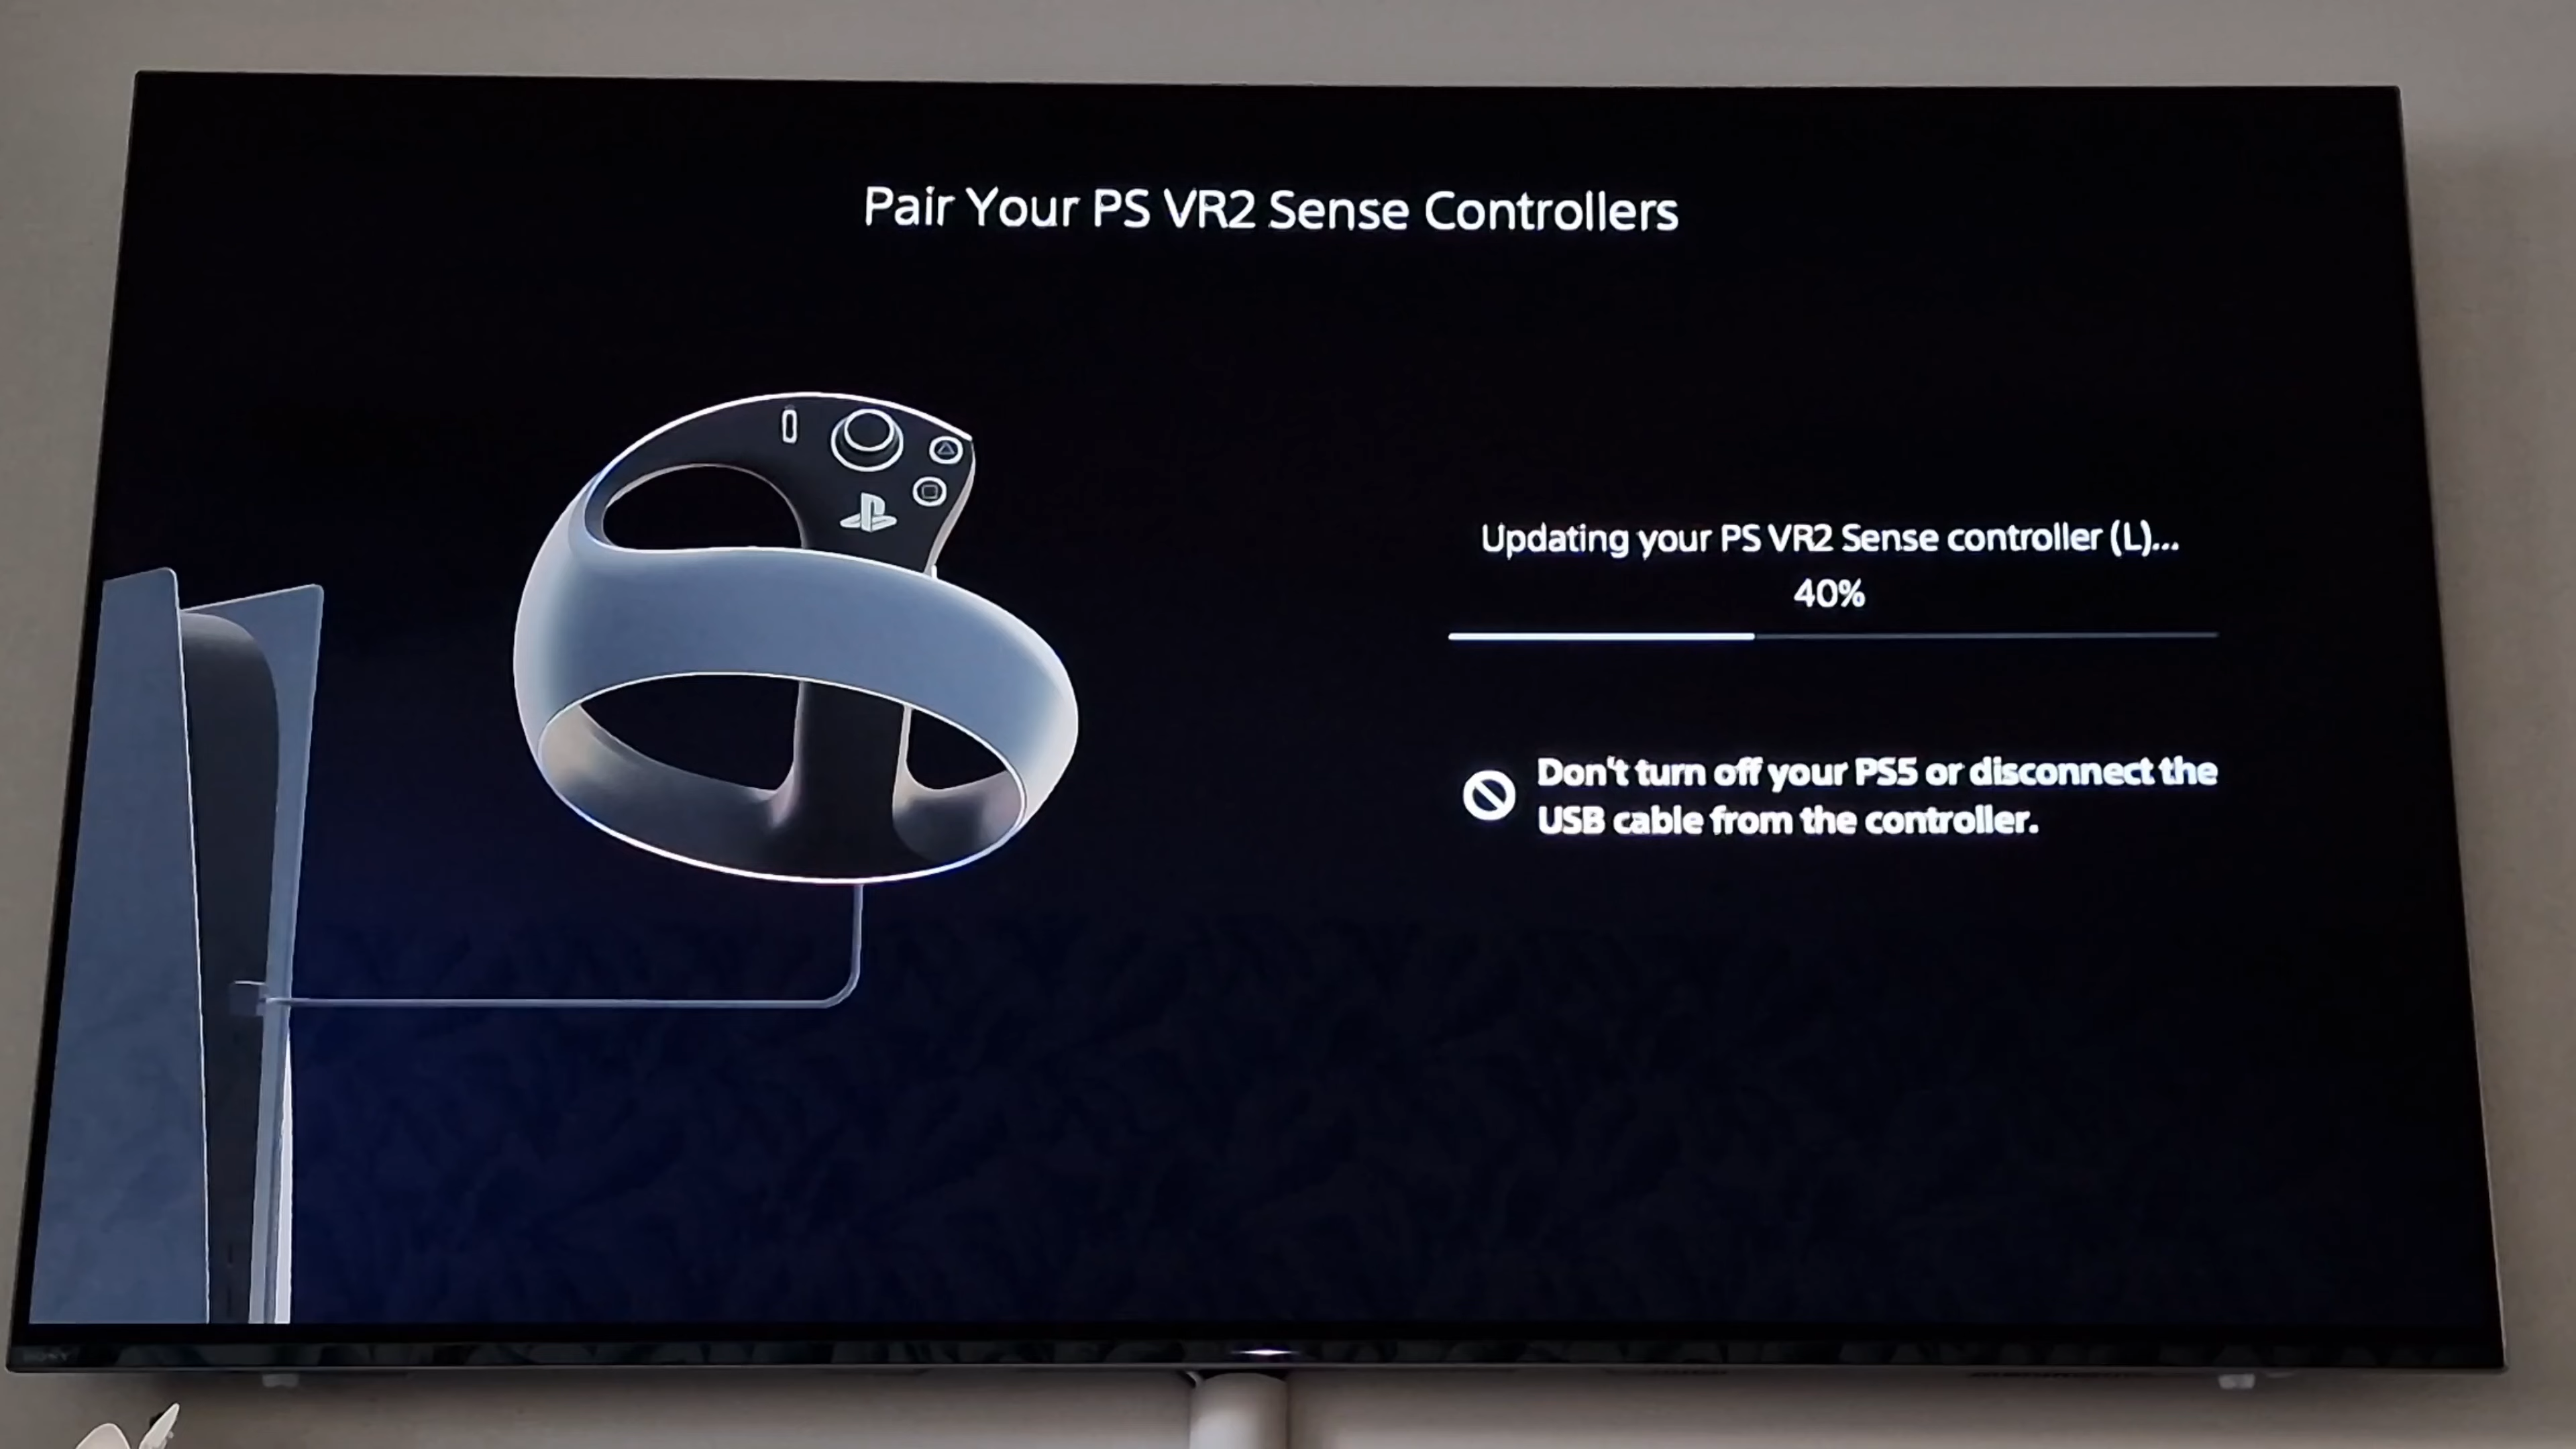 Pair Your PS VR2 Sense Controllers
Updating your PS VR2 Sense controller (L)...
40%
Don't turn off your PS5 or disconnect the
USB cable from the controller.
SONY